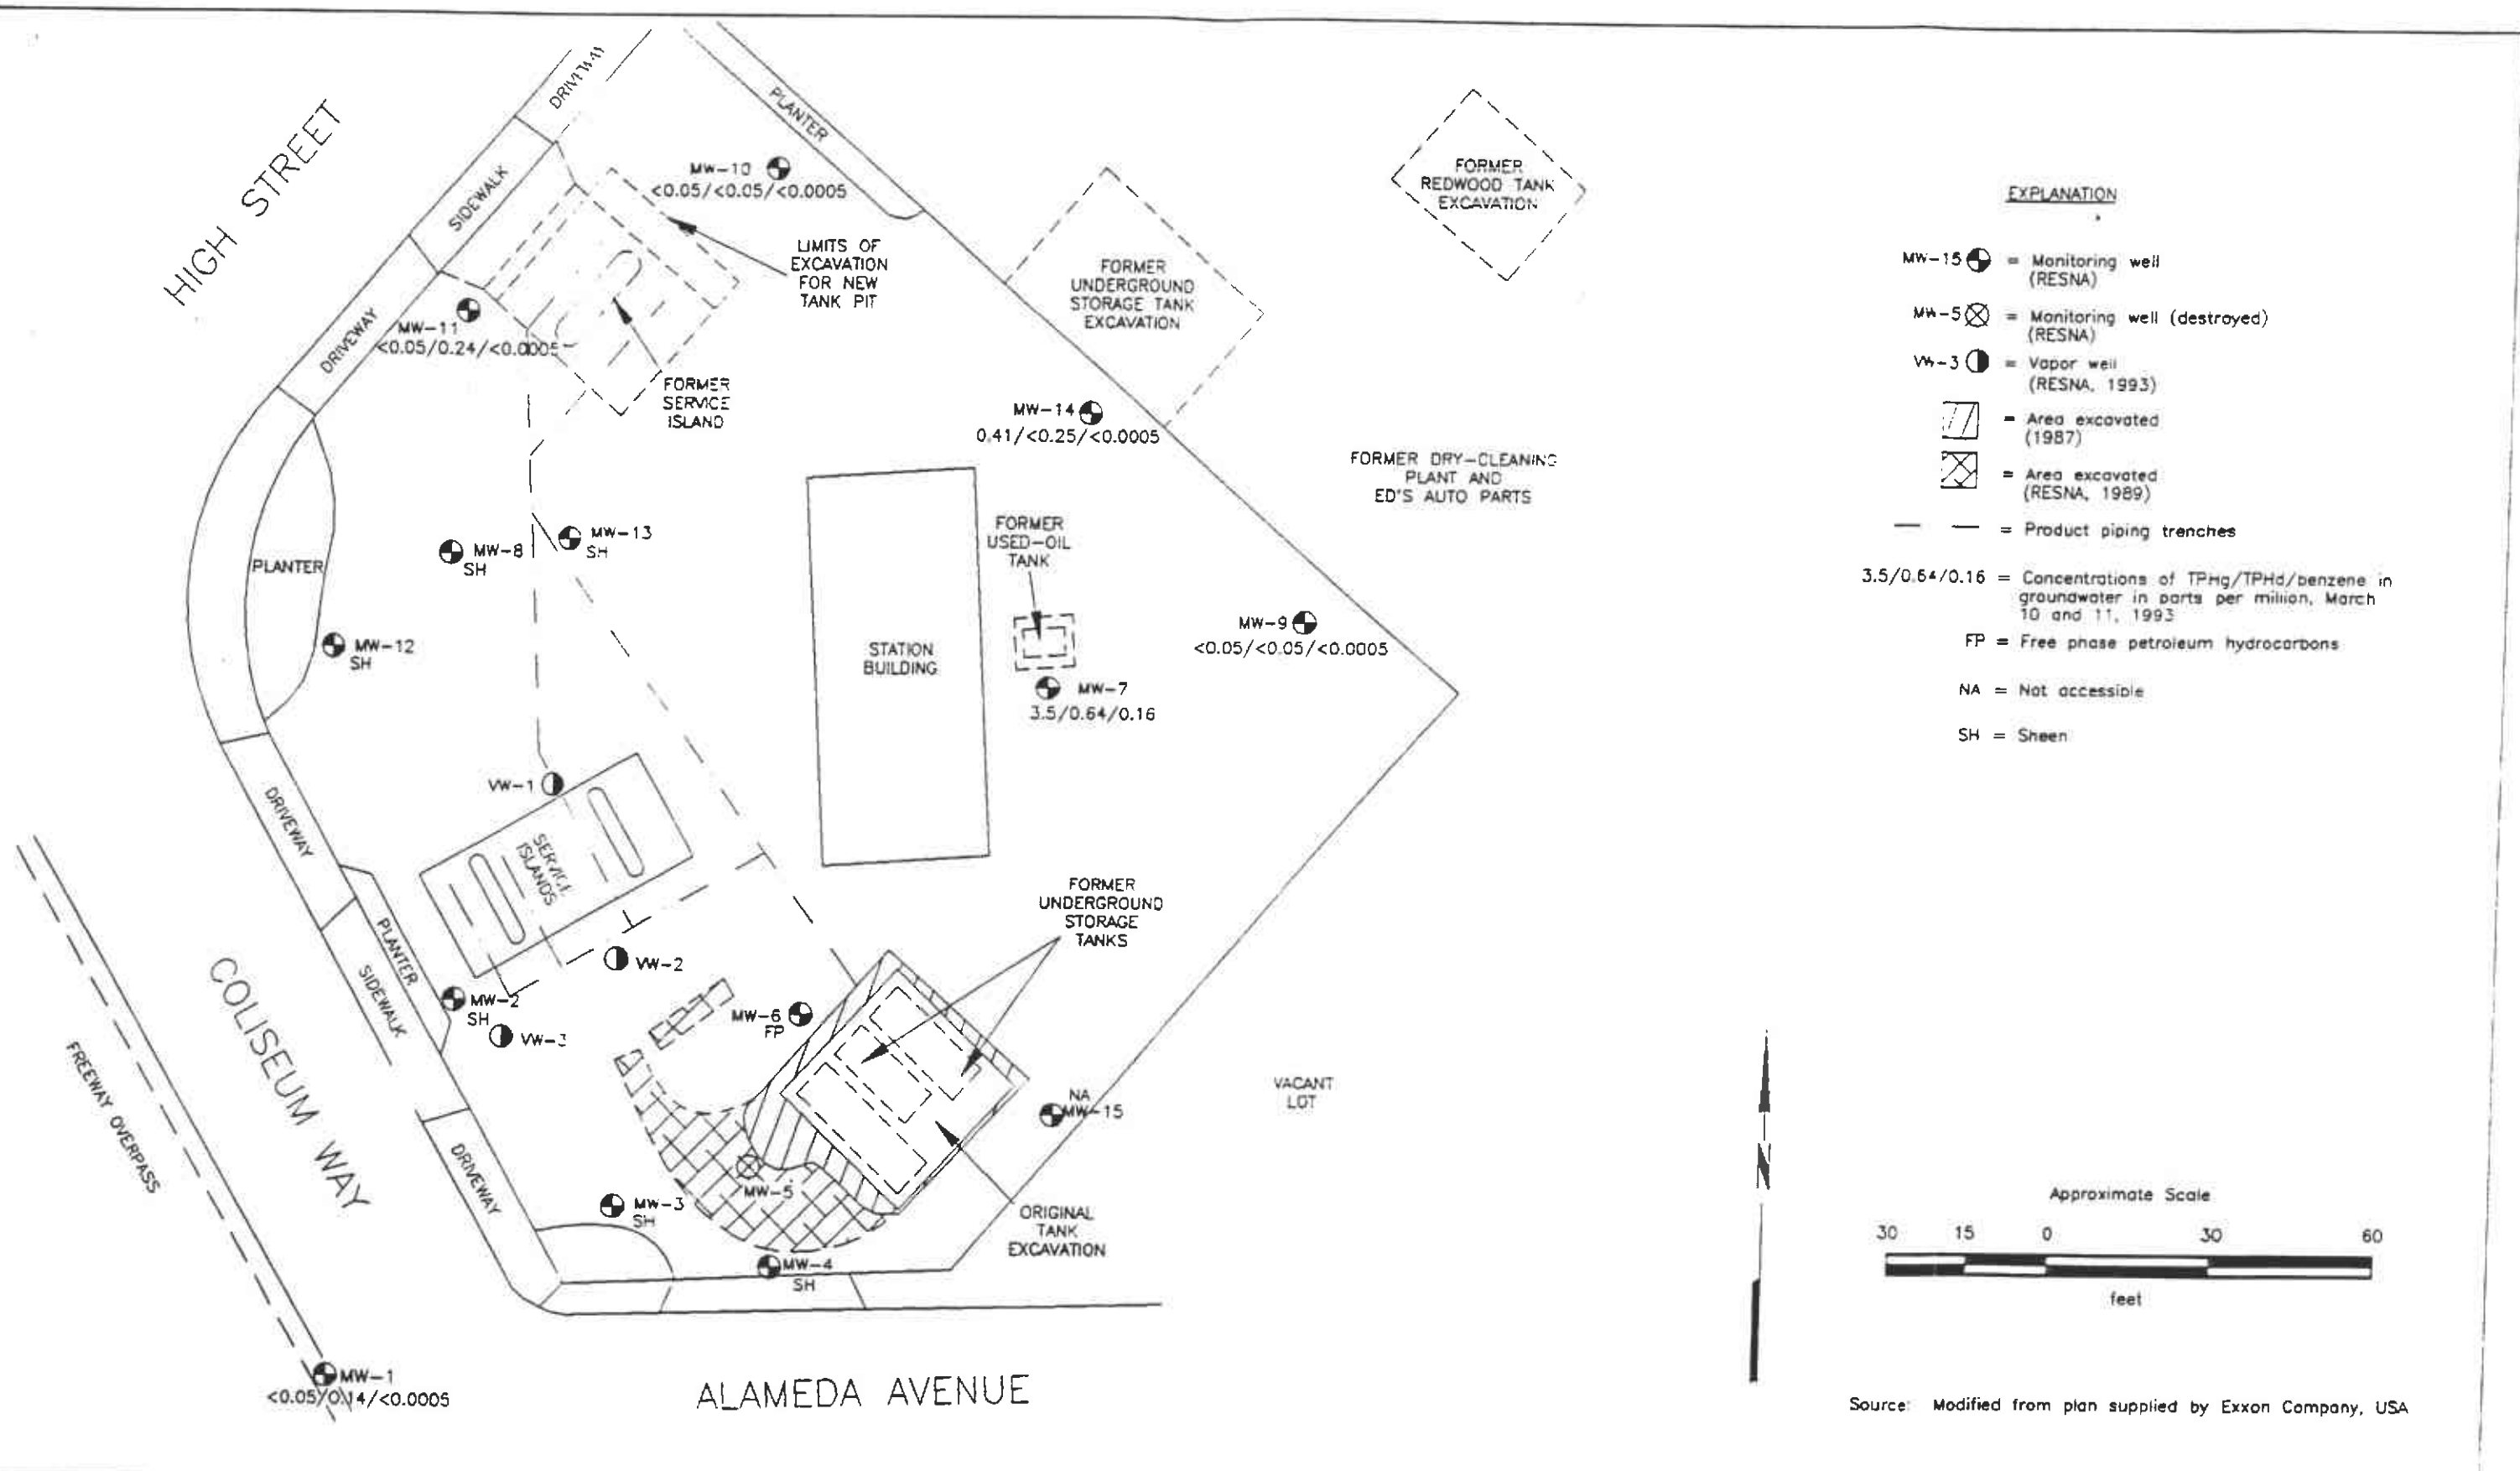 HIGH STREET
DRIVEWAY
SIDEWALK
DRIVEWAY
PLANTER
PLANTER
DRIVEWAY
PLANTER
SIDEWALK
DRIVEWAY
COLISEUM WAY
FREEWAY OVERPASS
ALAMEDA AVENUE
MW-10
<0.05/<0.05/<0.0005
LIMITS OF
EXCAVATION
FOR NEW
TANK PIT
MW-11
<0.05/0.24/<0.0005
FORMER
SERVICE
ISLAND
FORMER
UNDERGROUND
STORAGE TANK
EXCAVATION
FORMER
REDWOOD TANK
EXCAVATION
MW-14
0.41/<0.25/<0.0005
FORMER DRY-CLEANING
PLANT AND
ED'S AUTO PARTS
MW-8
SH
MW-13
SH
FORMER
USED-OIL
TANK
MW-12
SH
STATION
BUILDING
MW-9
<0.05/<0.05/<0.0005
MW-7
3.5/0.64/0.16
VW-1
SERVICE
ISLANDS
VW-2
MW-2
SH
VW-3
MW-6
FP
FORMER
UNDERGROUND
STORAGE
TANKS
NA
MW-15
VACANT
LOT
MW-5
MW-3
SH
MW-4
SH
ORIGINAL
TANK
EXCAVATION
MW-1
<0.05/0.14/<0.0005
EXPLANATION
MW-15 = Monitoring well
(RESNA)
MW-5 = Monitoring well (destroyed)
(RESNA)
VW-3 = Vapor well
(RESNA, 1993)
= Area excavated
(1987)
= Area excavated
(RESNA, 1989)
= Product piping trenches
3.5/0.64/0.16 = Concentrations of TPHg/TPHd/benzene in
groundwater in parts per million, March
10 and 11, 1993
FP = Free phase petroleum hydrocarbons
NA = Not accessible
SH = Sheen
N
Approximate Scale
30 15 0 30 60
feet
Source: Modified from plan supplied by Exxon Company, USA